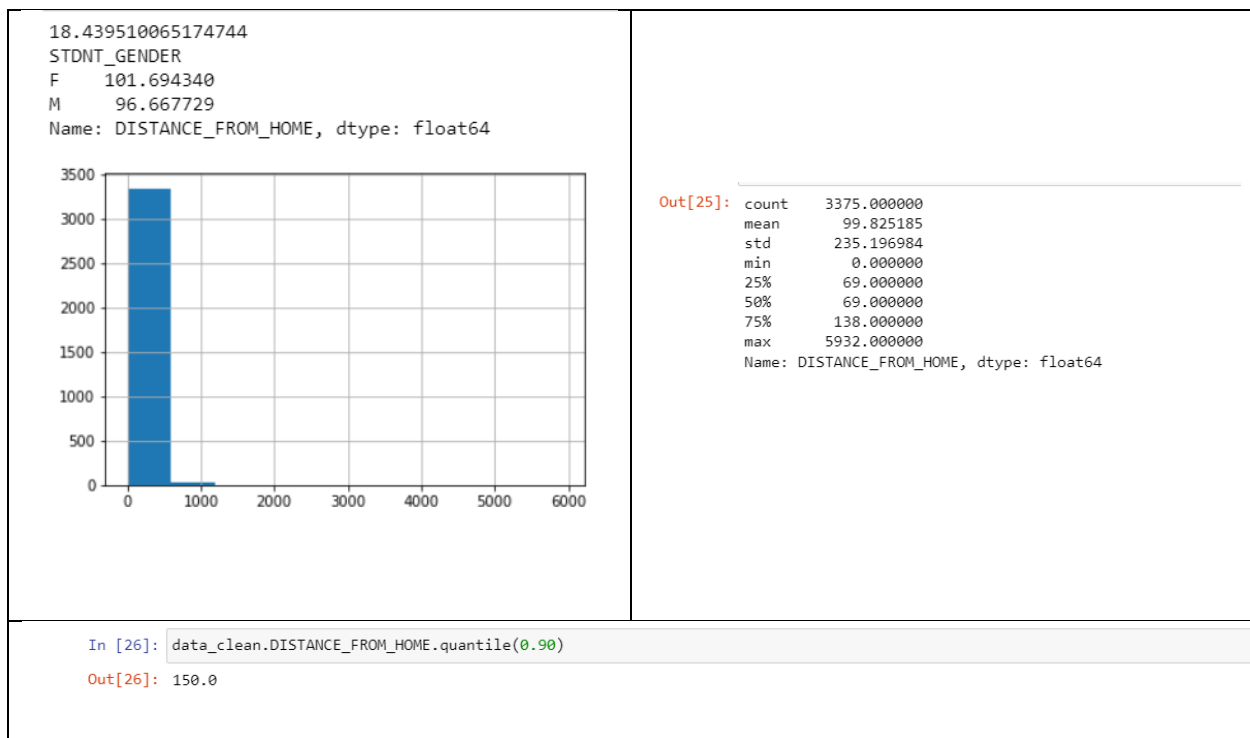 18.439510065174744
STDNT_GENDER
F 101.694340
M 96.667729
Name: DISTANCE_FROM_HOME, dtype: float64
3500
3000
2500
2000
1500
1000
500
0
0 1000 2000 3000 4000 5000 6000
Out[25]: count 3375.000000
mean 99.825185
std 235.196984
min 0.000000
25% 69.000000
50% 69.000000
75% 138.000000
max 5932.000000
Name: DISTANCE_FROM_HOME, dtype: float64
In [26]: data_clean.DISTANCE_FROM_HOME.quantile(0.90)
Out[26]: 150.0